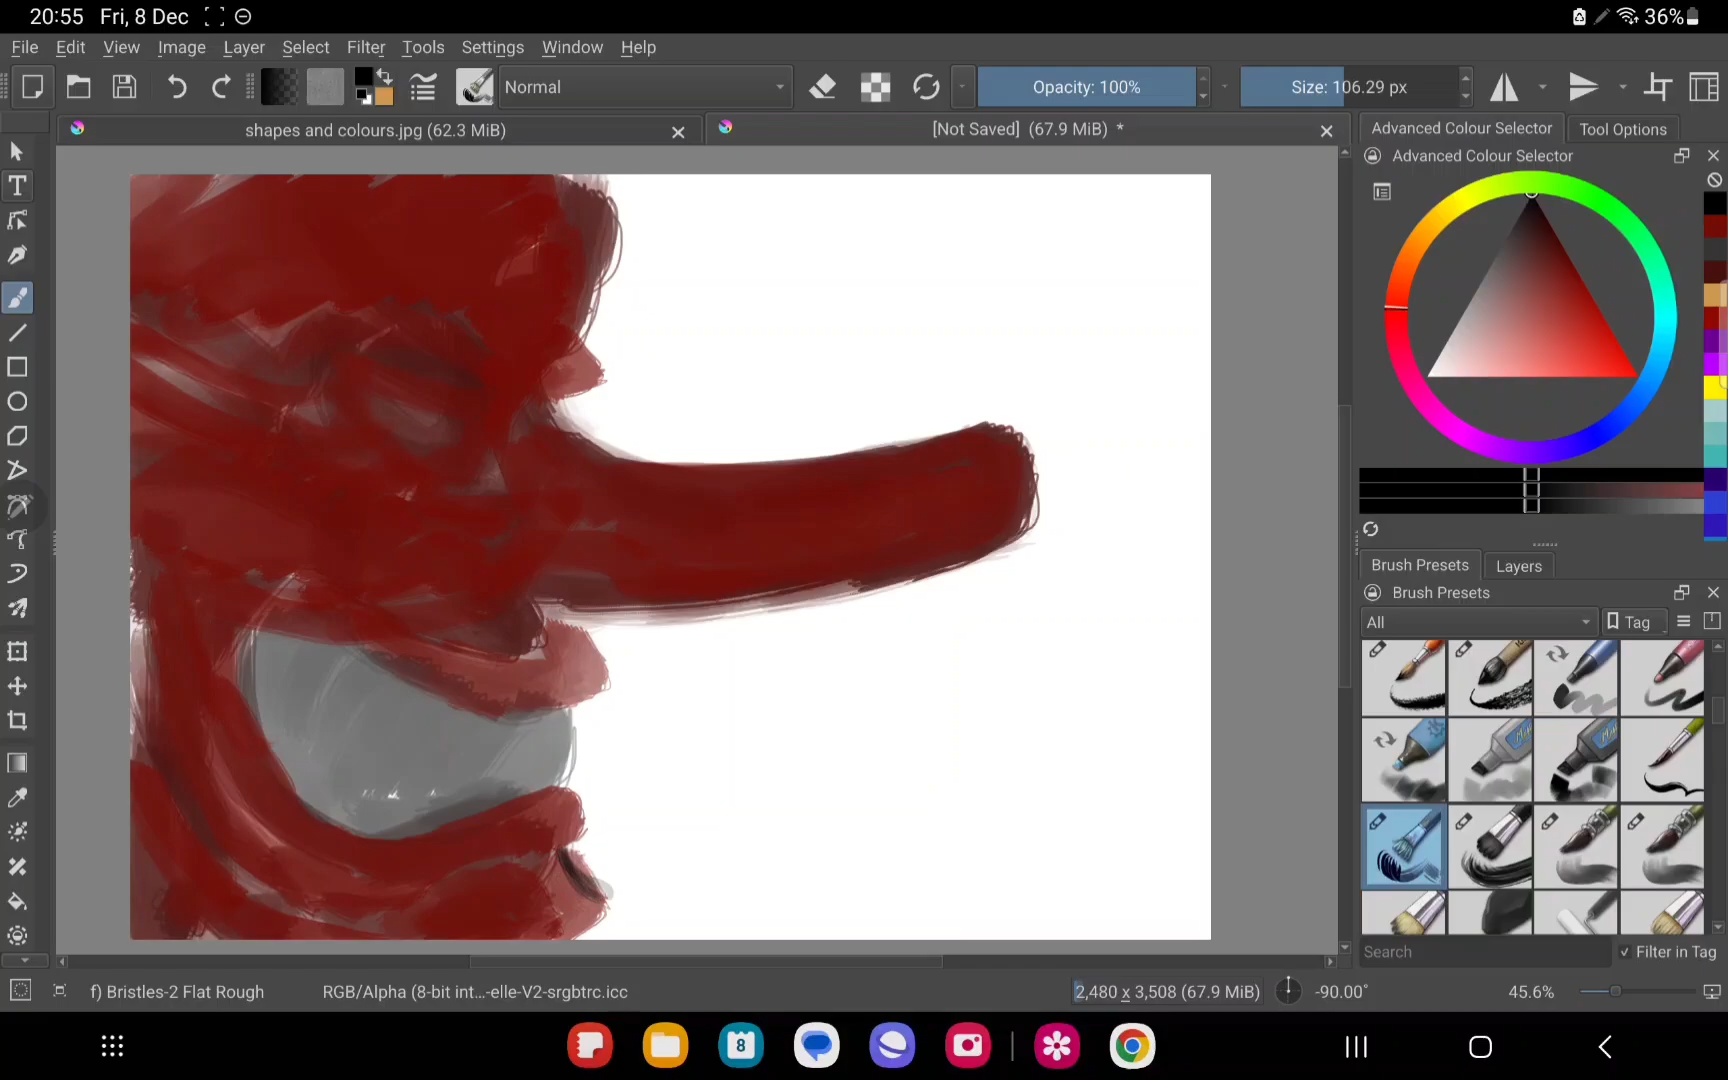 20:55 Fri, 8 Dec 36%
File Edit View Image Layer Select Filter Tools Settings Window Help
Normal Opacity: 100% Size: 106.29 px
shapes and colours.jpg (62.3 MiB) [Not Saved] (67.9 MiB) * Advanced Colour Selector Tool Options
Advanced Colour Selector
Brush Presets Layers
Brush Presets
All Tag
Search Filter in Tag
f) Bristles-2 Flat Rough RGB/Alpha (8-bit int...-elle-V2-srgbtrc.icc 2,480 x 3,508 (67.9 MiB) -90.00° 45.6%
8